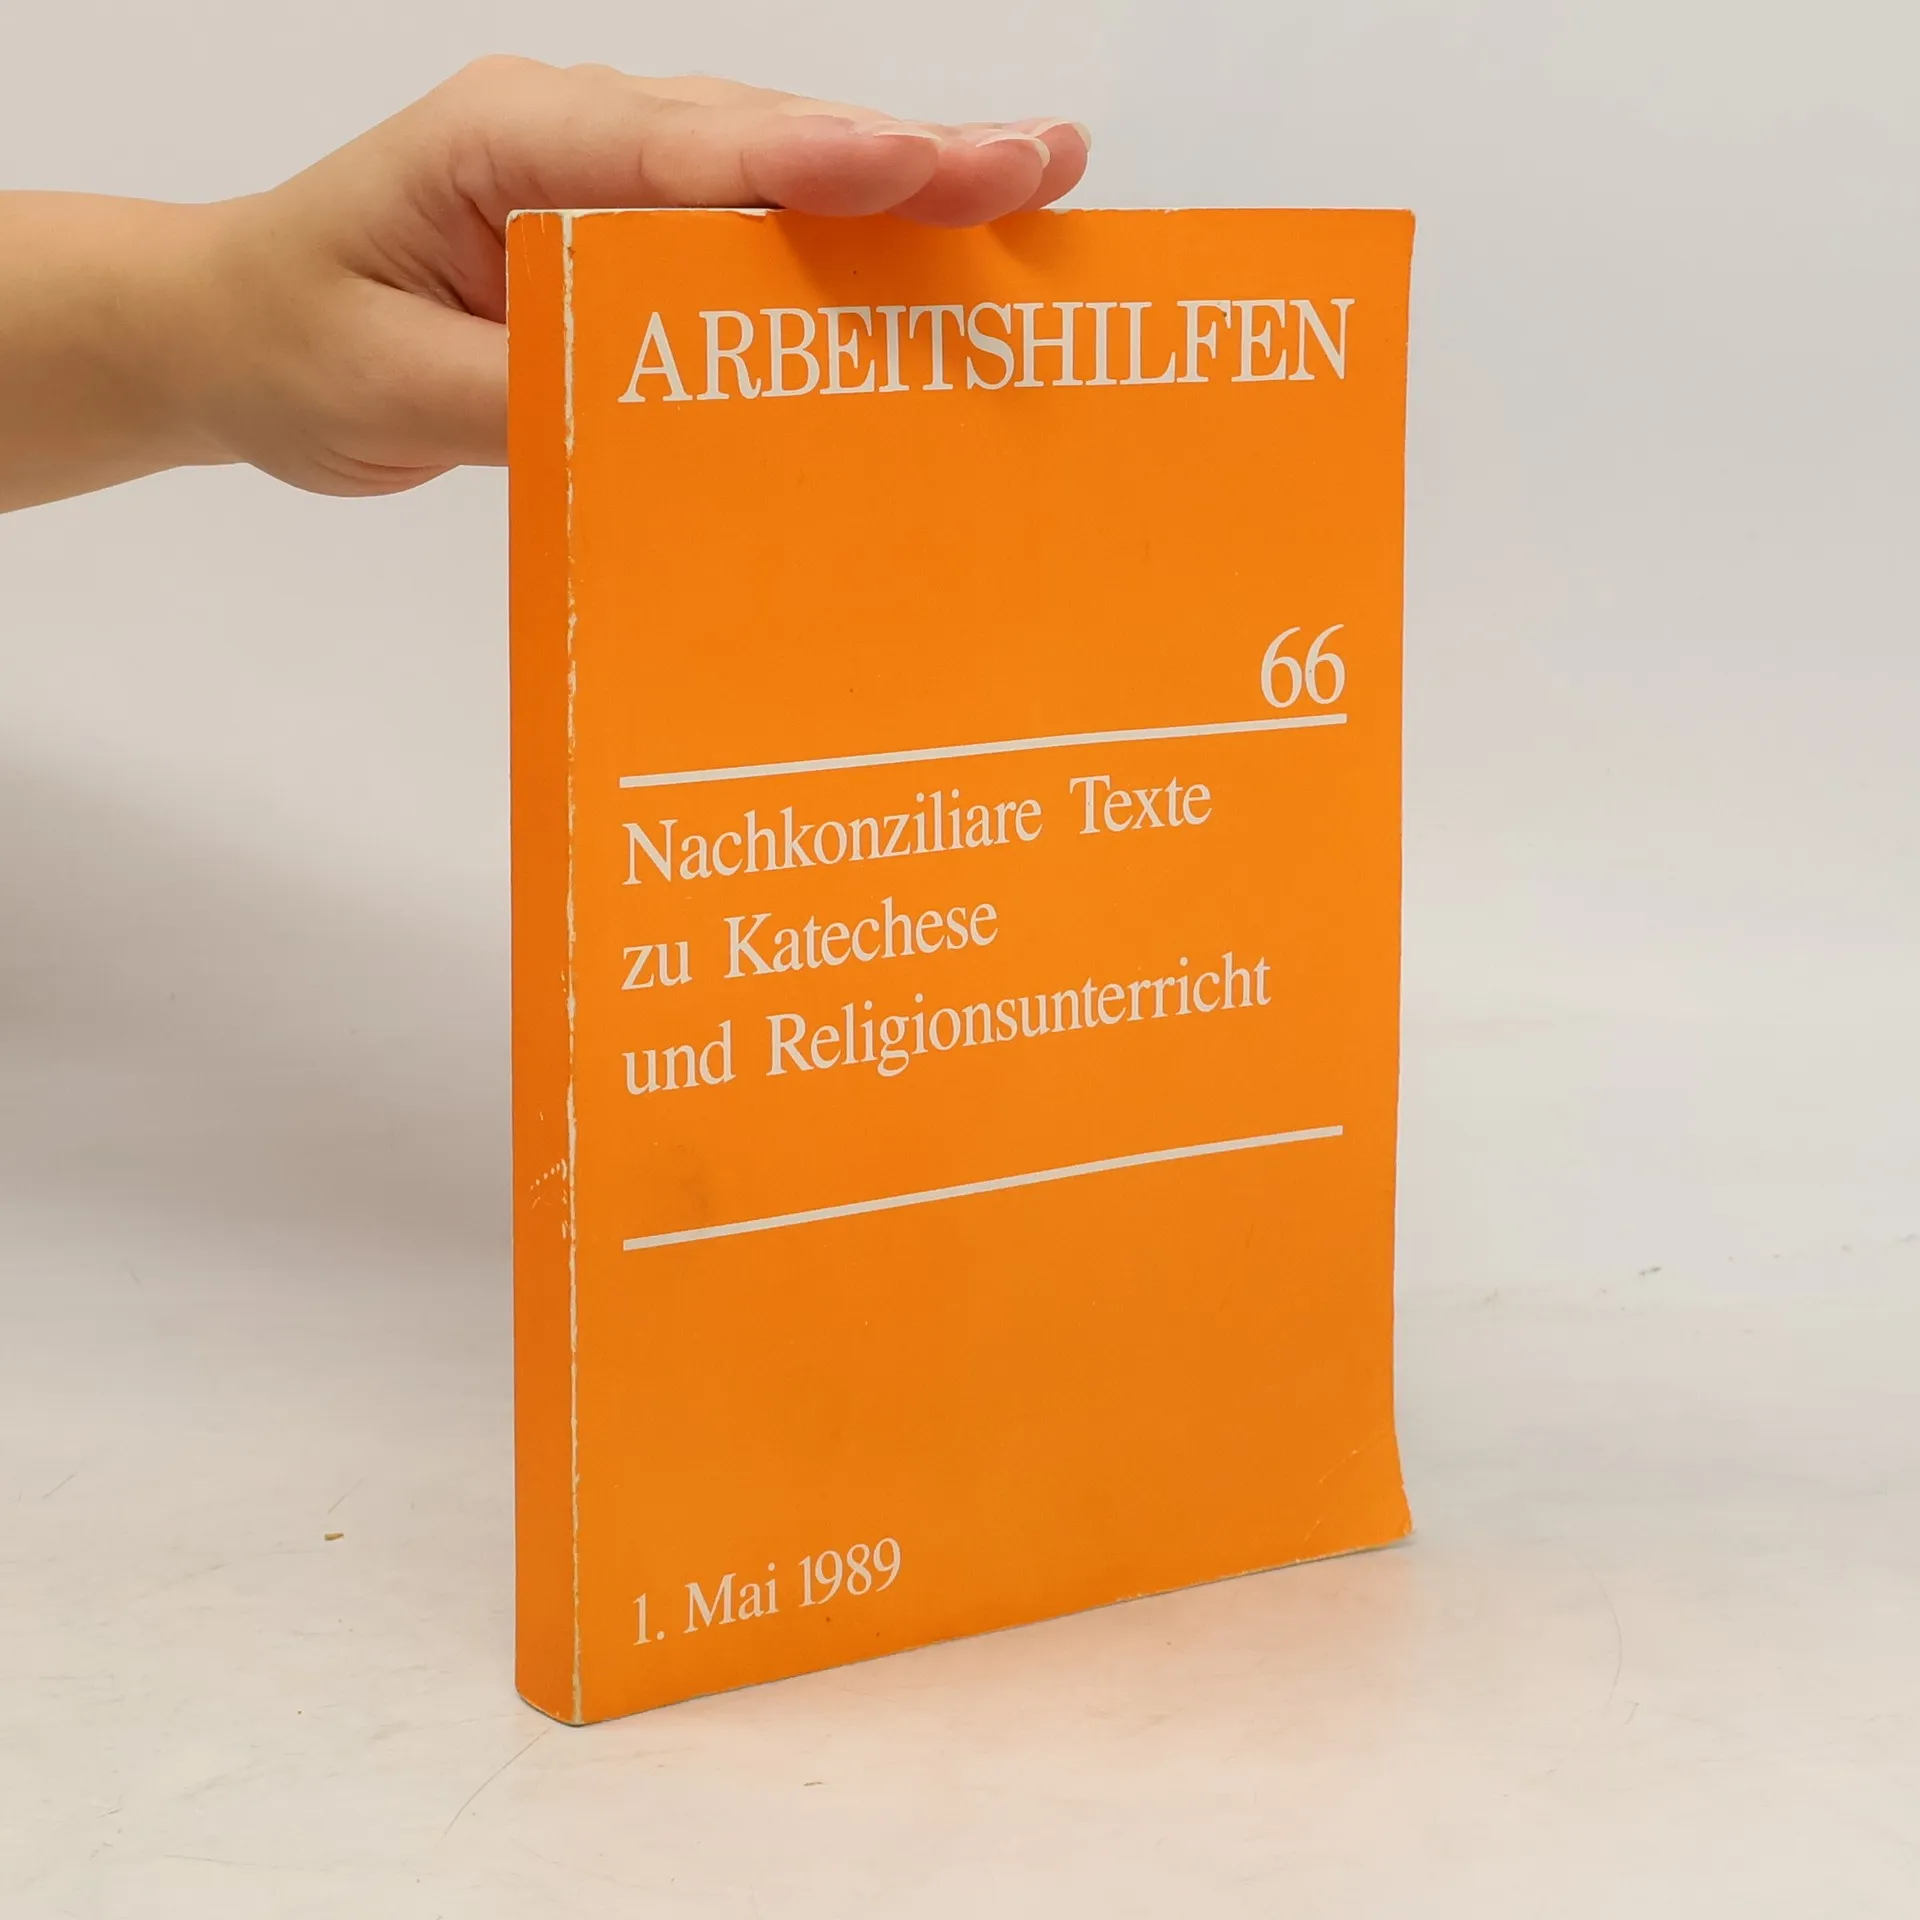 ARBEITSHILFEN
66
Nachkonziliare Texte
zu Katechese
und Religionsunterricht
1. Mai 1989